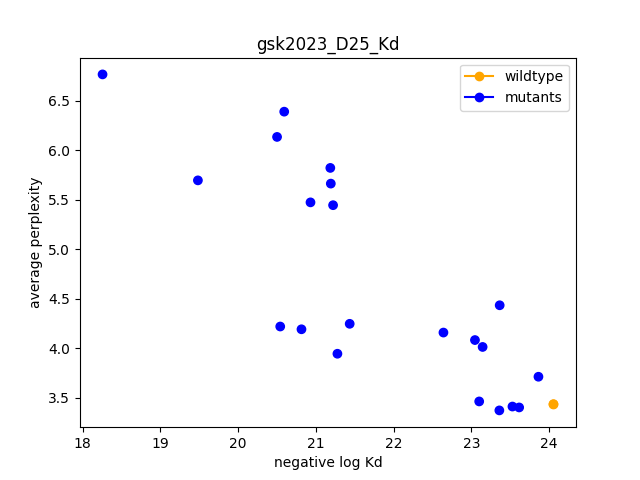 gsk2023_D25_Kd
wildtype
mutants
average perplexity
6.5
6.0
5.5
5.0
4.5
4.0
3.5
18 19 20 21 22 23 24
negative log Kd